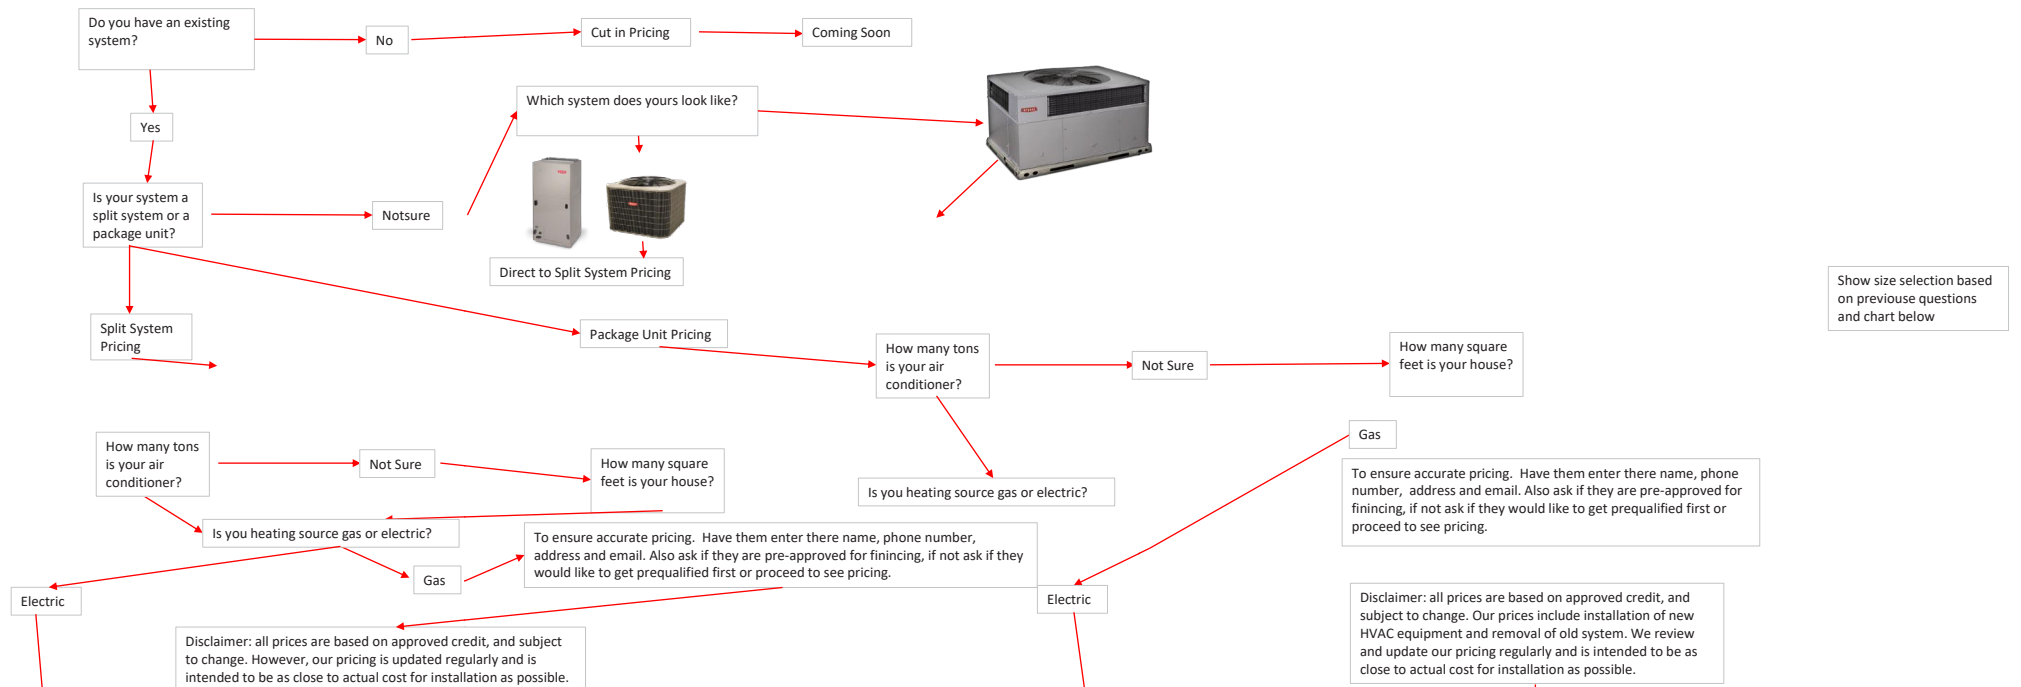 Do you have an existing
system?
No
Cut in Pricing
Coming Soon
Which system does yours look like?
Yes
Is your system a
split system or a
package unit?
Notsure
Direct to Split System Pricing
Show size selection based
on previouse questions
and chart below
Split System
Pricing
Package Unit Pricing
How many tons
is your air
conditioner?
Not Sure
How many square
feet is your house?
Gas
How many tons
is your air
conditioner?
Not Sure
How many square
feet is your house?
Is you heating source gas or electric?
To ensure accurate pricing.  Have them enter there name, phone
number,  address and email. Also ask if they are pre-approved for
finincing, if not ask if they would like to get prequalified first or
proceed to see pricing.
Is you heating source gas or electric?
To ensure accurate pricing.  Have them enter there name, phone number,
address and email. Also ask if they are pre-approved for finincing, if not ask if they
would like to get prequalified first or proceed to see pricing.
Gas
Electric
Electric
Disclaimer: all prices are based on approved credit, and
subject to change. Our prices include installation of new
HVAC equipment and removal of old system. We review
and update our pricing regularly and is intended to be as
close to actual cost for installation as possible.
Disclaimer: all prices are based on approved credit, and subject
to change. However, our pricing is updated regularly and is
intended to be as close to actual cost for installation as possible.